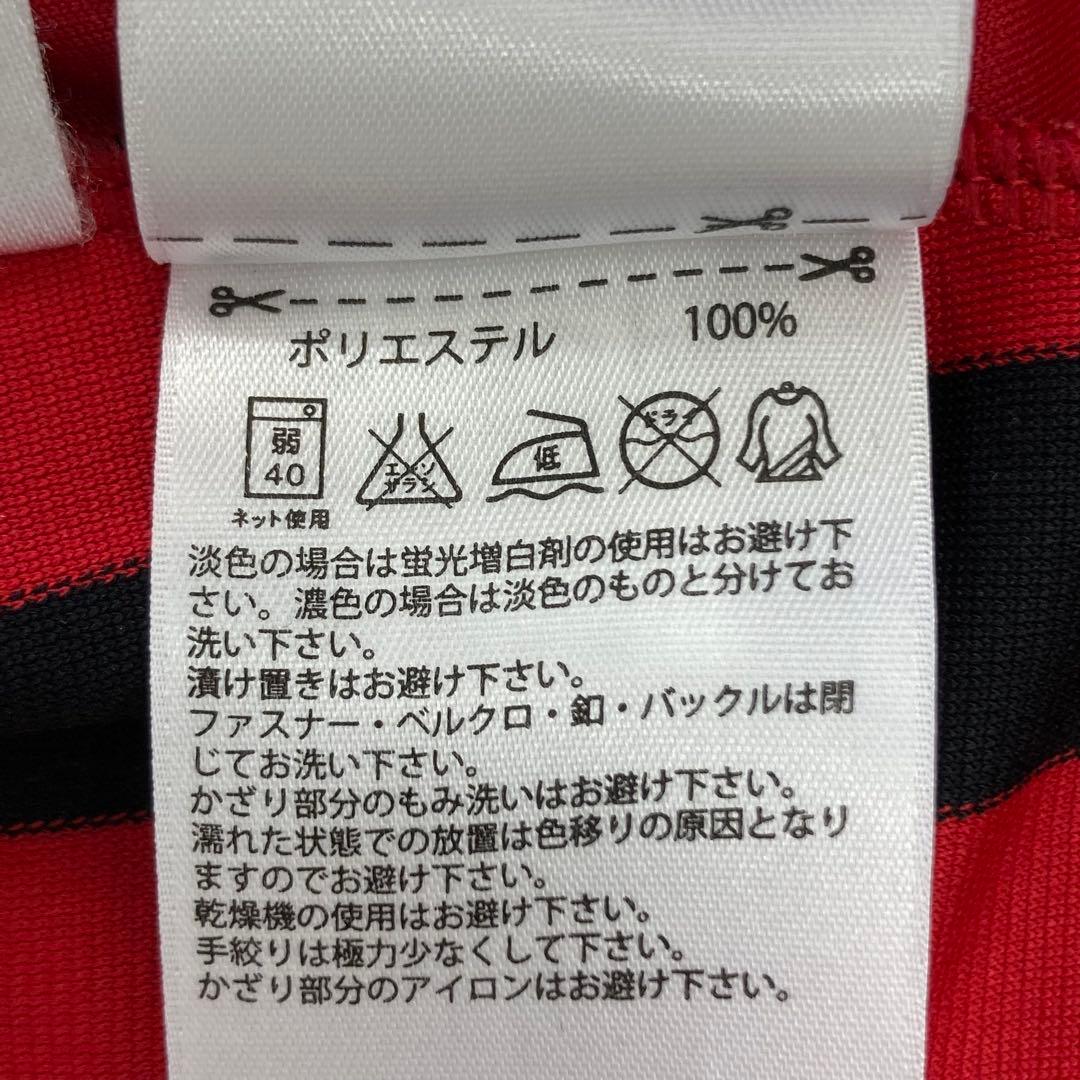 ポリエステル 100%
弱 エンソ 低 ドライ
40 サラシ
ネット使用
淡色の場合は蛍光増白剤の使用はお避け下
さい。濃色の場合は淡色のものと分けてお
洗い下さい。
漬け置きはお避け下さい。
ファスナー・ベルクロ・釦・バックルは閉
じてお洗い下さい。
かざり部分のもみ洗いはお避け下さい。
濡れた状態での放置は色移りの原因となり
ますのでお避け下さい。
乾燥機の使用はお避け下さい。
手絞りは極力少なくして下さい。
かざり部分のアイロンはお避け下さい。